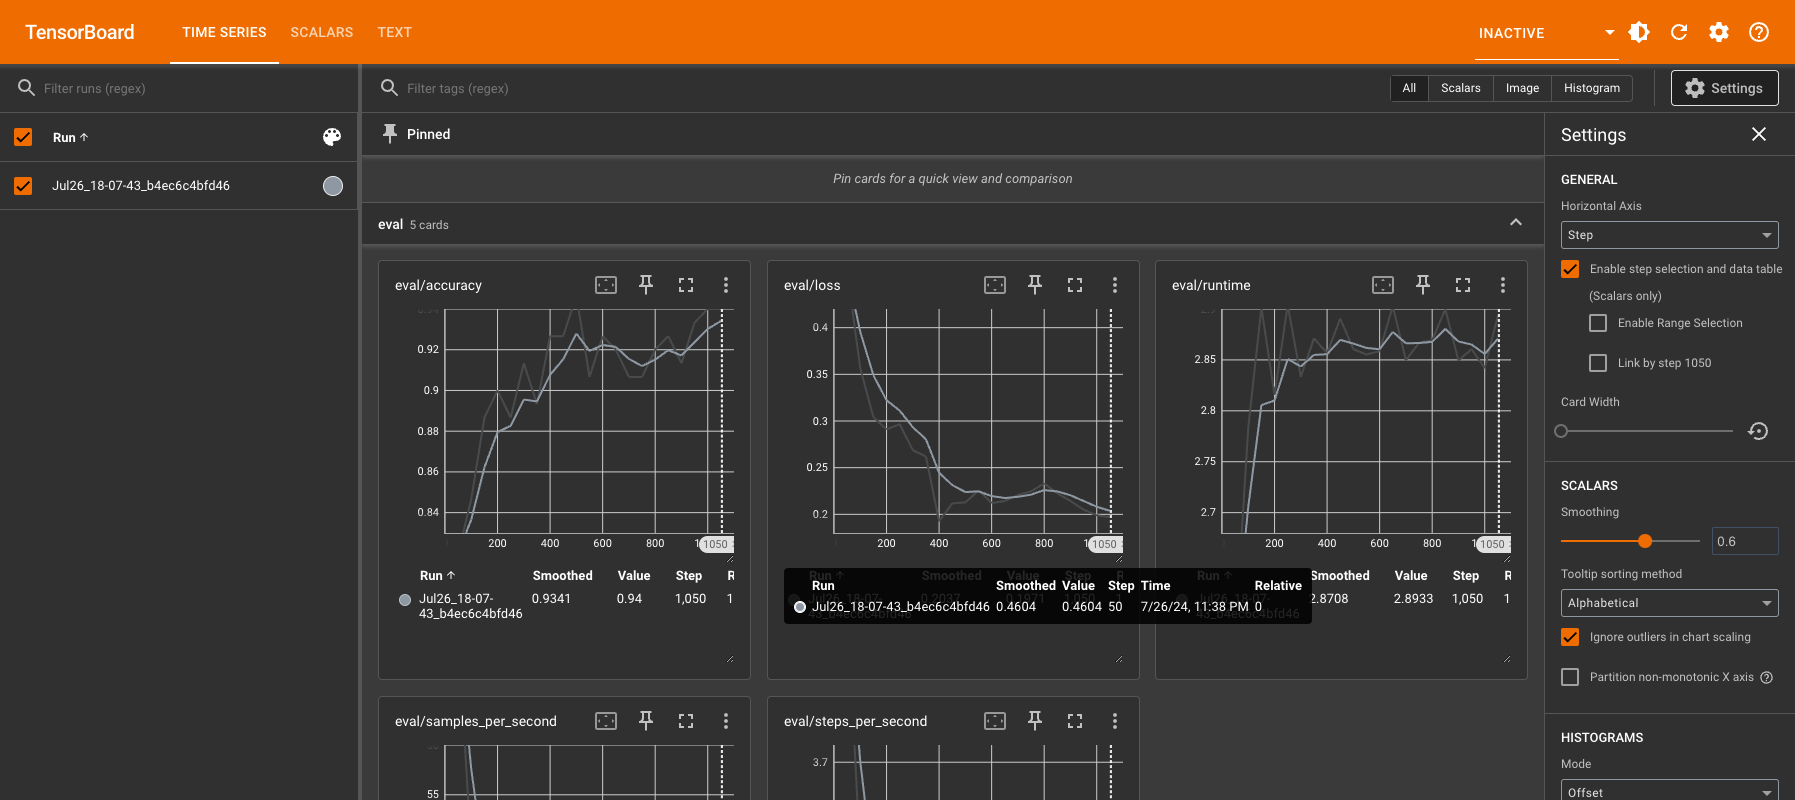 TensorBoard TIME SERIES SCALARS TEXT INACTIVE
Filter runs (regex)
Run
Jul26_18-07-43_b4ec6c4bfd46
Filter tags (regex)
All Scalars Image Histogram
Settings
Pinned
Pin cards for a quick view and comparison
eval 5 cards
eval/accuracy
0.92
0.9
0.88
0.86
0.84
200 400 600 800 1050
Run Smoothed Value Step R
Jul26_18-07- 0.9341 0.94 1,050 1
43_b4ec6c4bfd46
eval/loss
0.4
0.35
0.3
0.25
0.2
200 400 600 800 1 1050
Run Smoothed Value Step Time Relative
Jul26_18-07-43_b4ec6c4bfd46 0.4604 0.4604 50 7/26/24, 11:38 PM 0
eval/runtime
2.85
2.8
2.75
2.7
200 400 600 800 1 1050
Smoothed Value Step R
2.8708 2.8933 1,050 1
eval/samples_per_second
55
eval/steps_per_second
3.7
Settings
GENERAL
Horizontal Axis
Step
Enable step selection and data table
(Scalars only)
Enable Range Selection
Link by step 1050
Card Width
SCALARS
Smoothing
0.6
Tooltip sorting method
Alphabetical
Ignore outliers in chart scaling
Partition non-monotonic X axis
HISTOGRAMS
Mode
Offset